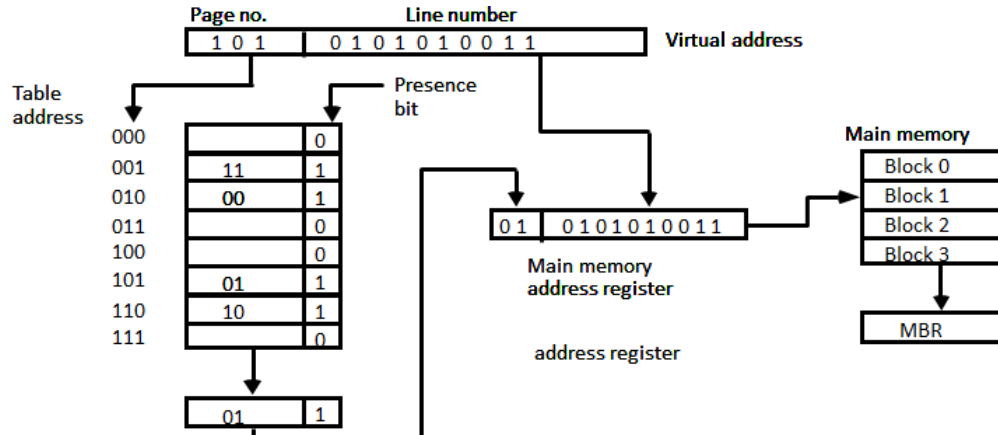 Page no. Line number
1 0 1 0 1 0 1 0 1 0 0 1 1 Virtual address
Table address
Presence bit
000 0
001 11 1
010 00 1
011 0
100 0
101 01 1
110 10 1
111 0
01 1
0 1 0 1 0 1 0 1 0 0 1 1
Main memory
address register
address register
Main memory
Block 0
Block 1
Block 2
Block 3
MBR